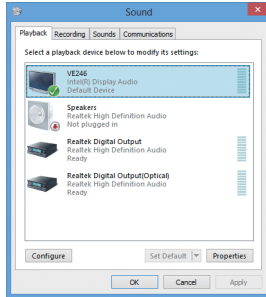 Sound
Playback Recording Sounds Communications
Select a playback device below to modify its settings:
VE246
Intel(R) Display Audio
Default Device
Speakers
Realtek High Definition Audio
Not plugged in
Realtek Digital Output
Realtek High Definition Audio
Ready
Realtek Digital Output(Optical)
Realtek High Definition Audio
Ready
Configure Set Default Properties
OK Cancel Apply